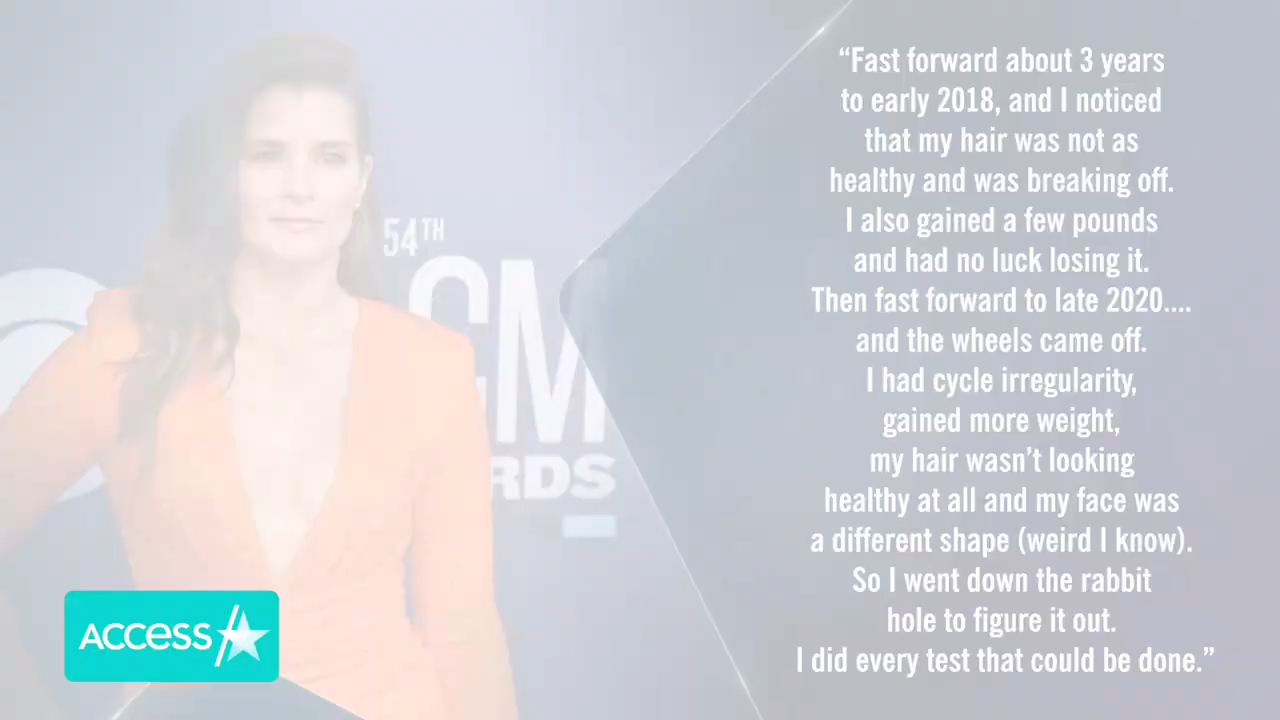 54TH
CM
RDS
ACCESS
“Fast forward about 3 years
to early 2018, and I noticed
that my hair was not as
healthy and was breaking off.
I also gained a few pounds
and had no luck losing it.
Then fast forward to late 2020....
and the wheels came off.
I had cycle irregularity,
gained more weight,
my hair wasn’t looking
healthy at all and my face was
a different shape (weird I know).
So I went down the rabbit
hole to figure it out.
I did every test that could be done.”